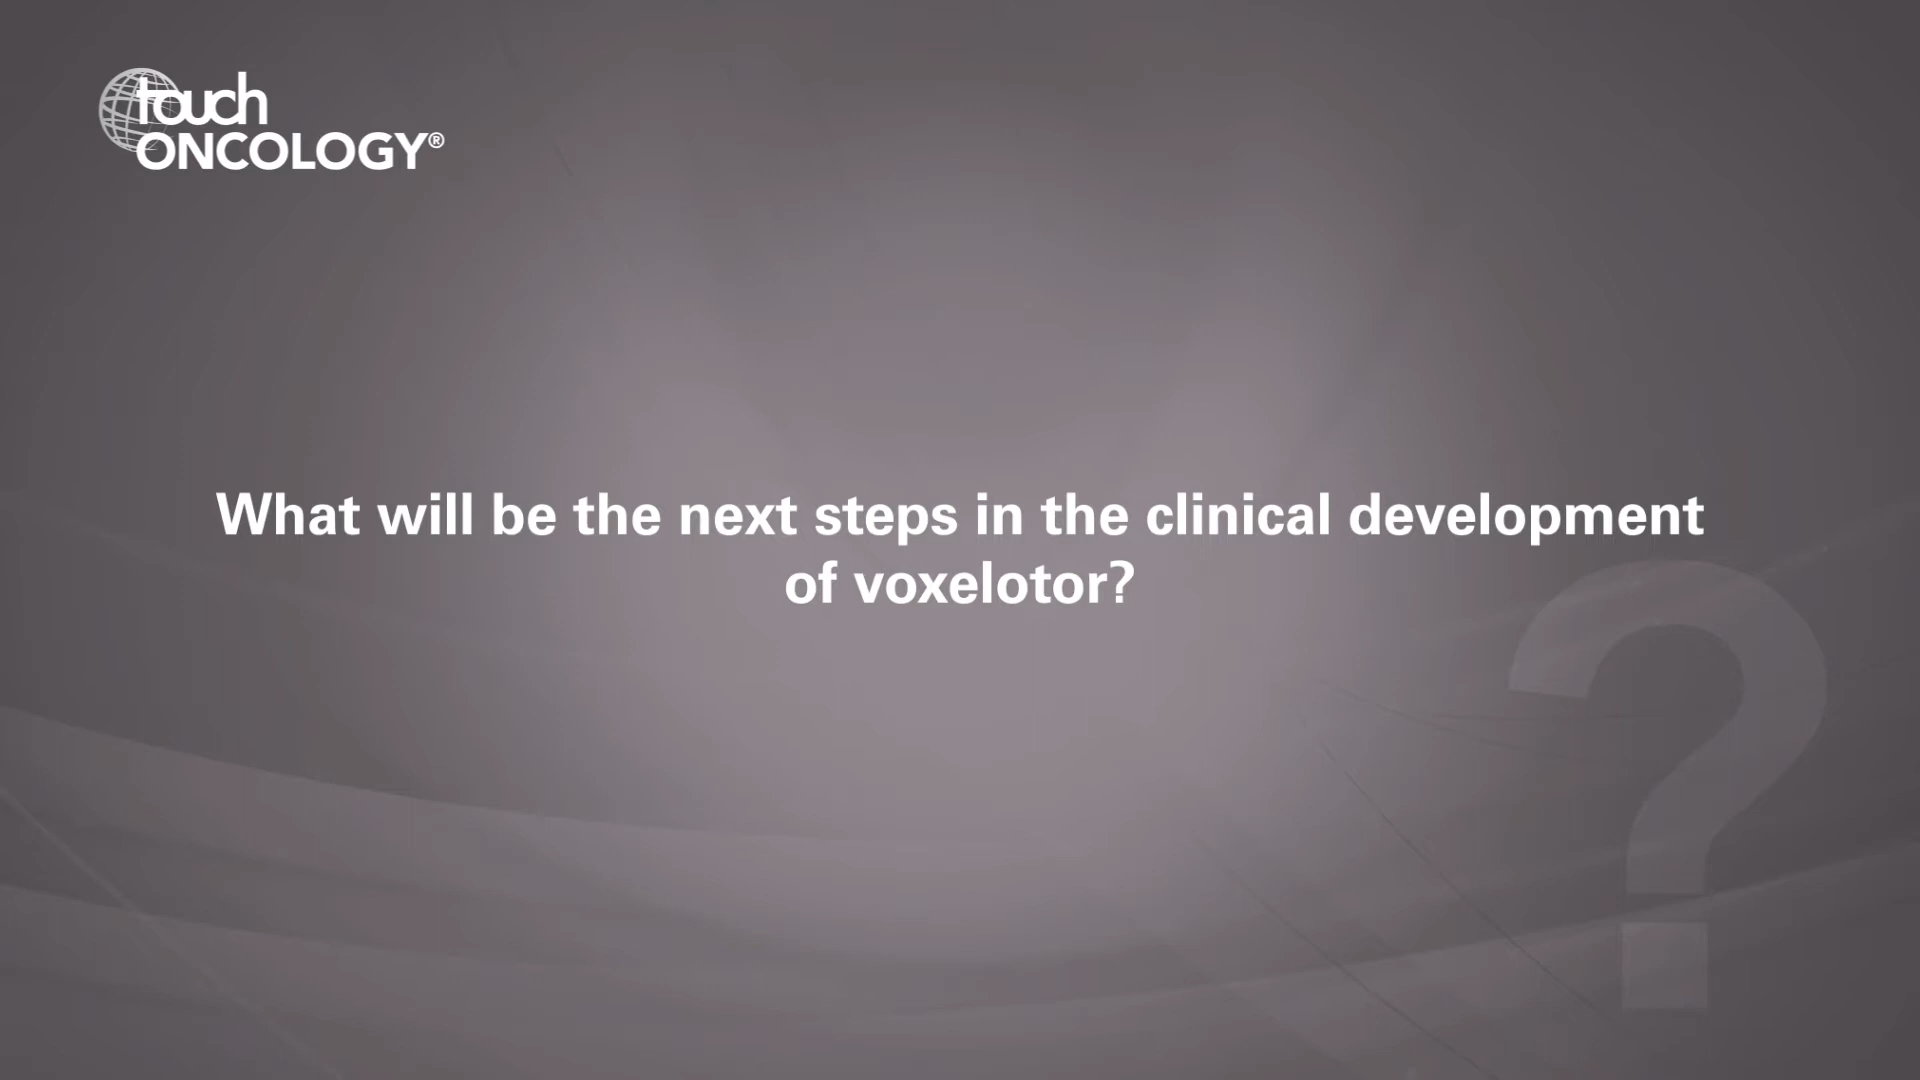 touch
ONCOLOGY®
What will be the next steps in the clinical development
of voxelotor?
?